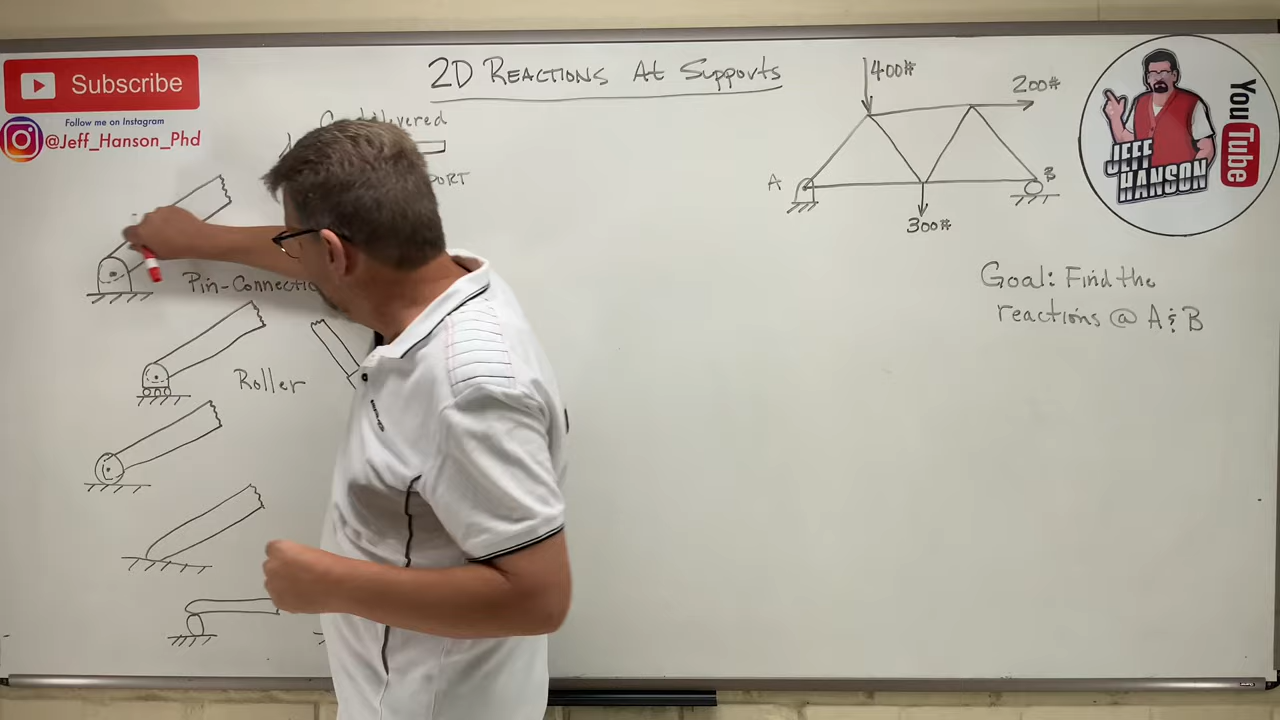 2D REACTIONS At Supports
Subscribe
Follow me on Instagram
@Jeff_Hanson_Phd
Pin-Connectio
Roller
400#
200#
A
B
300#
Goal: Find the
reactions @ A & B
JEFF
HANSON
YouTube